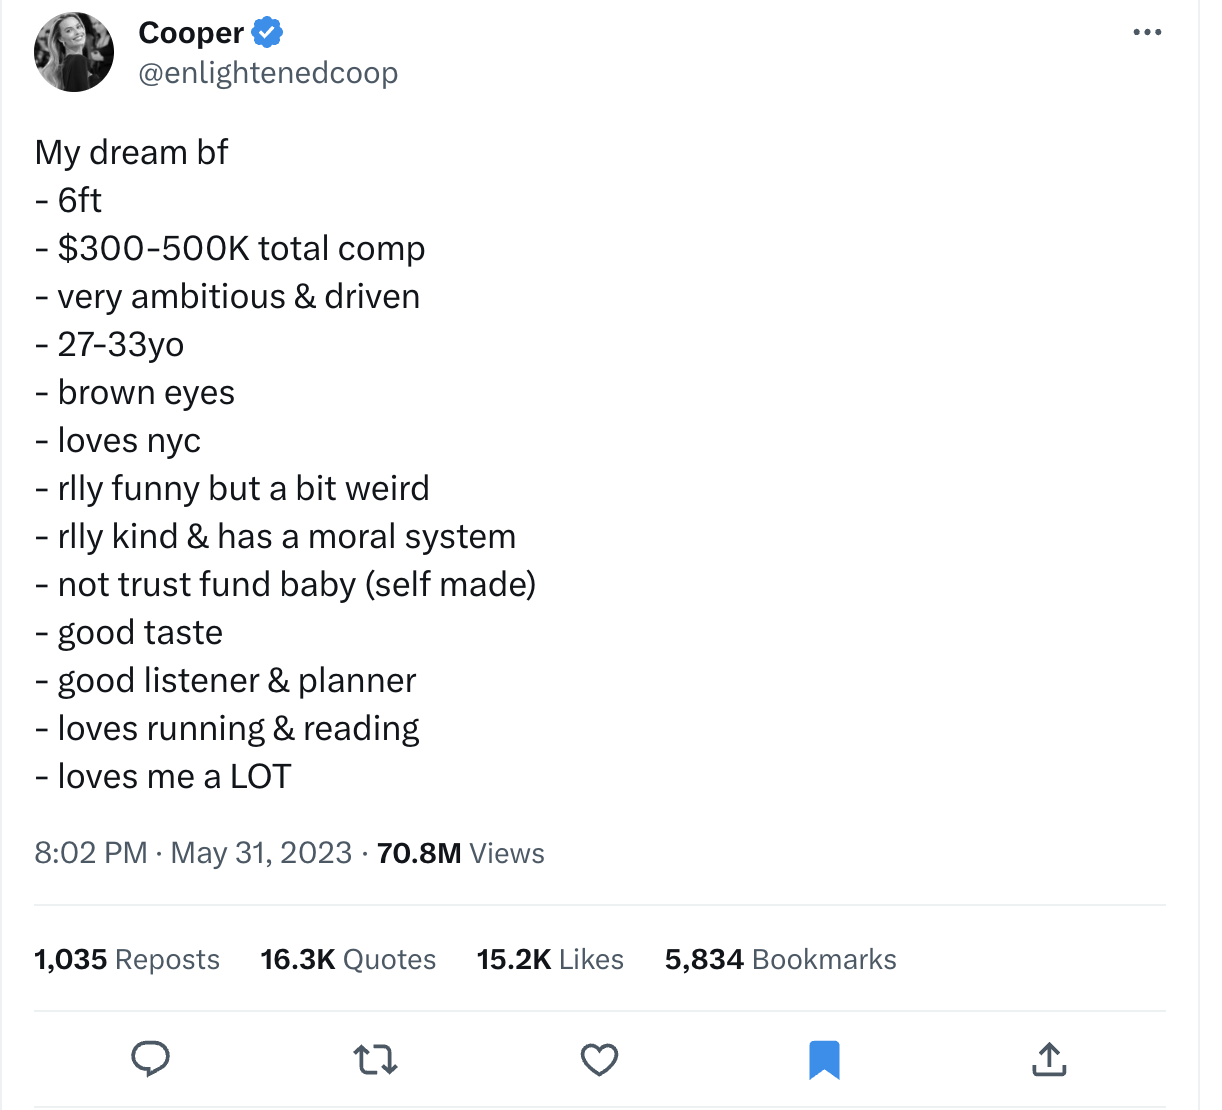 Cooper
@enlightenedcoop
My dream bf
- 6ft
- $300-500K total comp
- very ambitious & driven
- 27-33yo
- brown eyes
- loves nyc
- rlly funny but a bit weird
- rlly kind & has a moral system
- not trust fund baby (self made)
- good taste
- good listener & planner
- loves running & reading
- loves me a LOT
8:02 PM · May 31, 2023 · 70.8M Views
1,035 Reposts 16.3K Quotes 15.2K Likes 5,834 Bookmarks